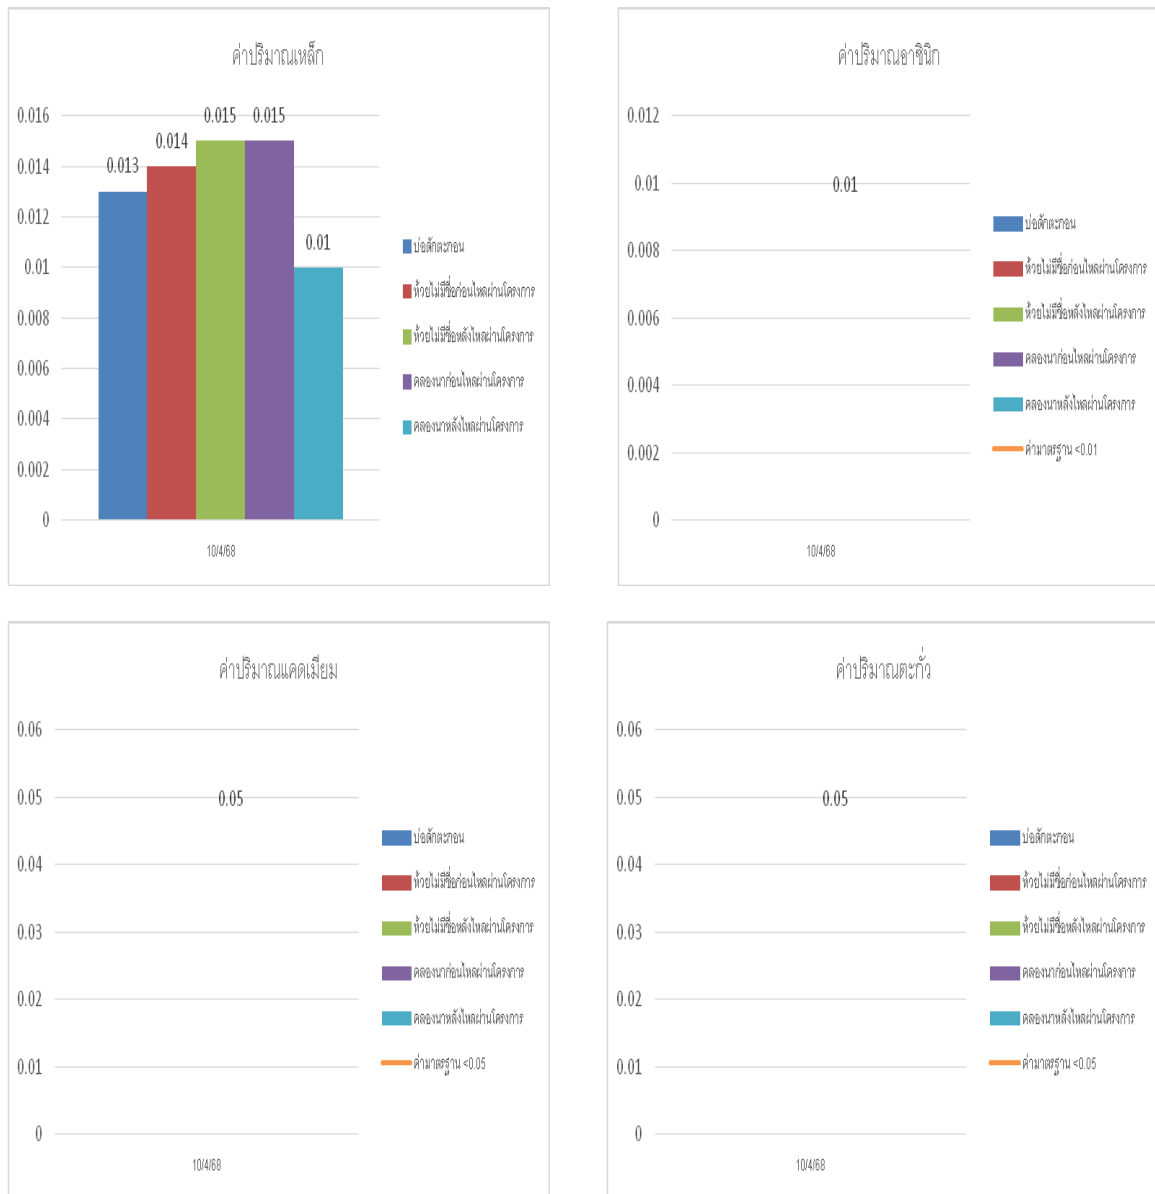 ค่าปริมาณเหล็ก
0.016
0.014
0.012
0.01
0.008
0.006
0.004
0.002
0
0.013
0.014
0.015
0.015
0.01
10/4/68
บ่อดักตะกอน
ห้วยไม่มีชื่อก่อนไหลผ่านโครงการ
ห้วยไม่มีชื่อหลังไหลผ่านโครงการ
คลองนาก่อนไหลผ่านโครงการ
คลองนาหลังไหลผ่านโครงการ
ค่าปริมาณอาซินิก
0.012
0.01
0.008
0.006
0.004
0.002
0
0.01
10/4/68
บ่อดักตะกอน
ห้วยไม่มีชื่อก่อนไหลผ่านโครงการ
ห้วยไม่มีชื่อหลังไหลผ่านโครงการ
คลองนาก่อนไหลผ่านโครงการ
คลองนาหลังไหลผ่านโครงการ
ค่ามาตรฐาน <0.01
ค่าปริมาณแคดเมียม
0.06
0.05
0.04
0.03
0.02
0.01
0
0.05
10/4/68
บ่อดักตะกอน
ห้วยไม่มีชื่อก่อนไหลผ่านโครงการ
ห้วยไม่มีชื่อหลังไหลผ่านโครงการ
คลองนาก่อนไหลผ่านโครงการ
คลองนาหลังไหลผ่านโครงการ
ค่ามาตรฐาน <0.05
ค่าปริมาณตะกั่ว
0.06
0.05
0.04
0.03
0.02
0.01
0
0.05
10/4/68
บ่อดักตะกอน
ห้วยไม่มีชื่อก่อนไหลผ่านโครงการ
ห้วยไม่มีชื่อหลังไหลผ่านโครงการ
คลองนาก่อนไหลผ่านโครงการ
คลองนาหลังไหลผ่านโครงการ
ค่ามาตรฐาน <0.05